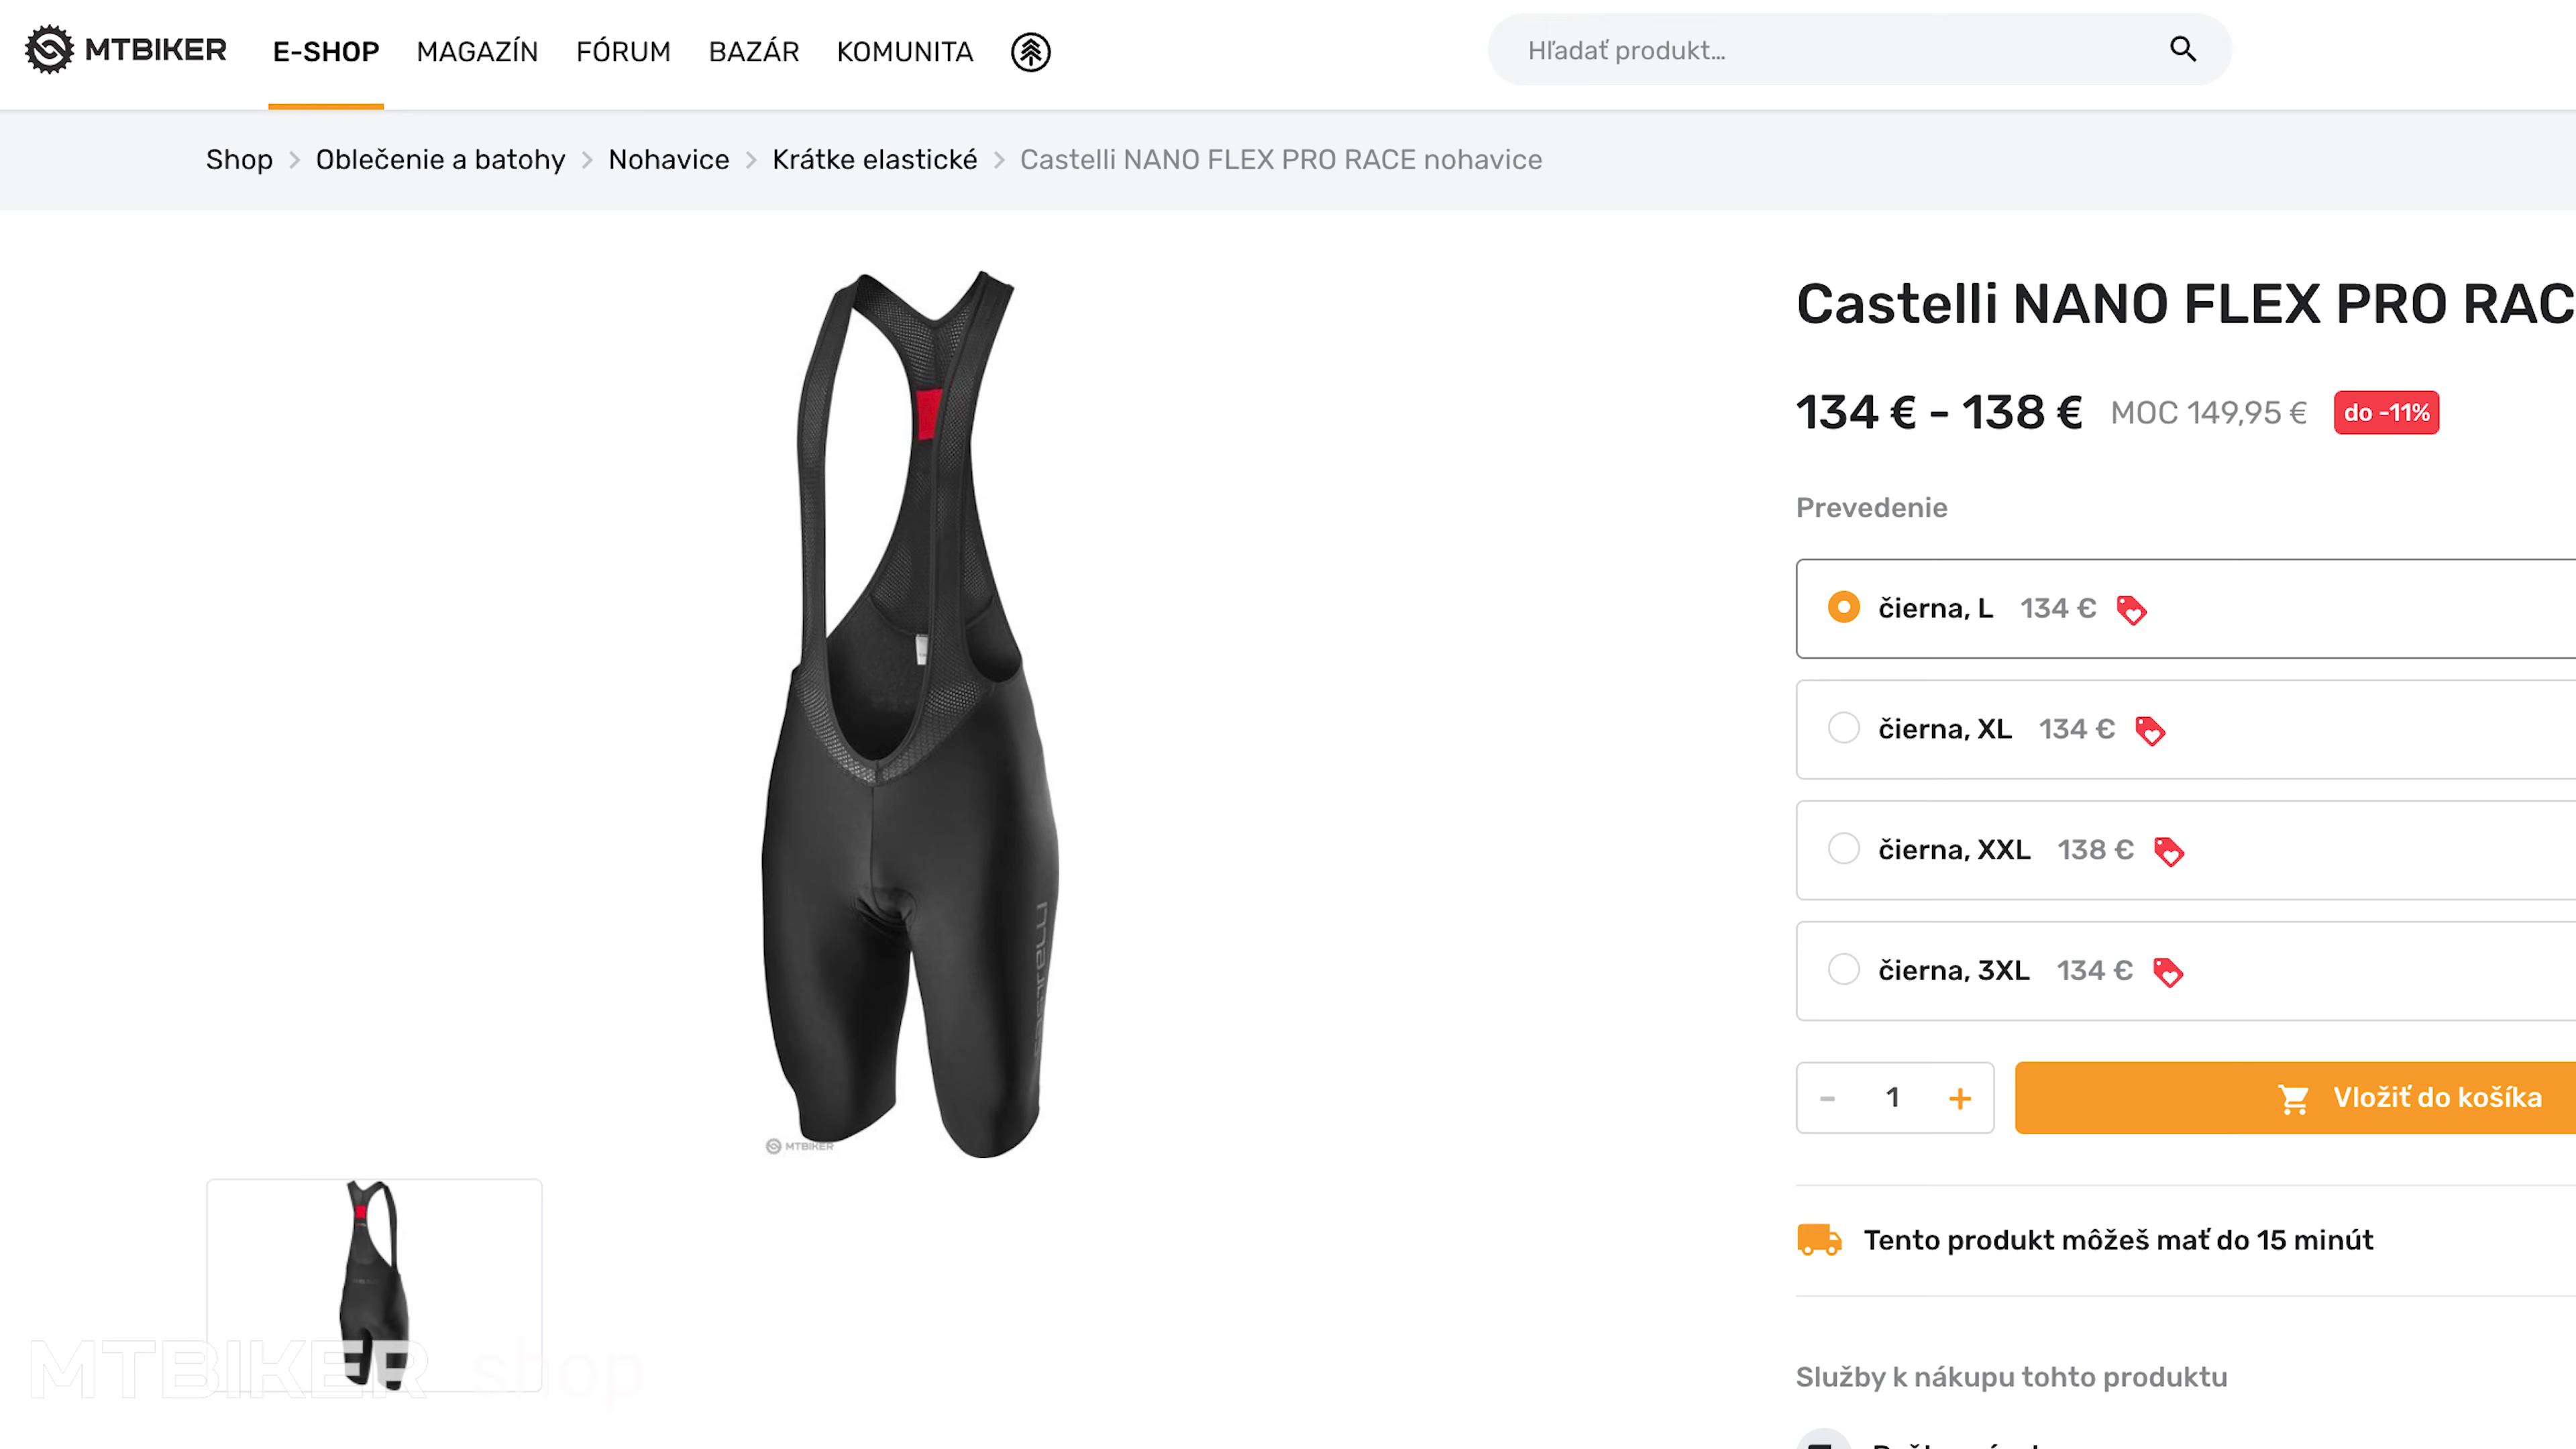 MTBIKER
E-SHOP MAGAZÍN FÓRUM BAZÁR KOMUNITA
Hľadať produkt...
Shop Oblečenie a batohy Nohavice Krátke elastické Castelli NANO FLEX PRO RACE nohavice
castelli
MTBIKER
Castelli NANO FLEX PRO RAC
134 € - 138 € MOC 149,95 € do -11%
Prevedenie
čierna, L 134 €
čierna, XL 134 €
čierna, XXL 138 €
čierna, 3XL 134 €
- 1 + Vložiť do košíka
Tento produkt môžeš mať do 15 minút
Služby k nákupu tohto produktu
MTBIKER shop